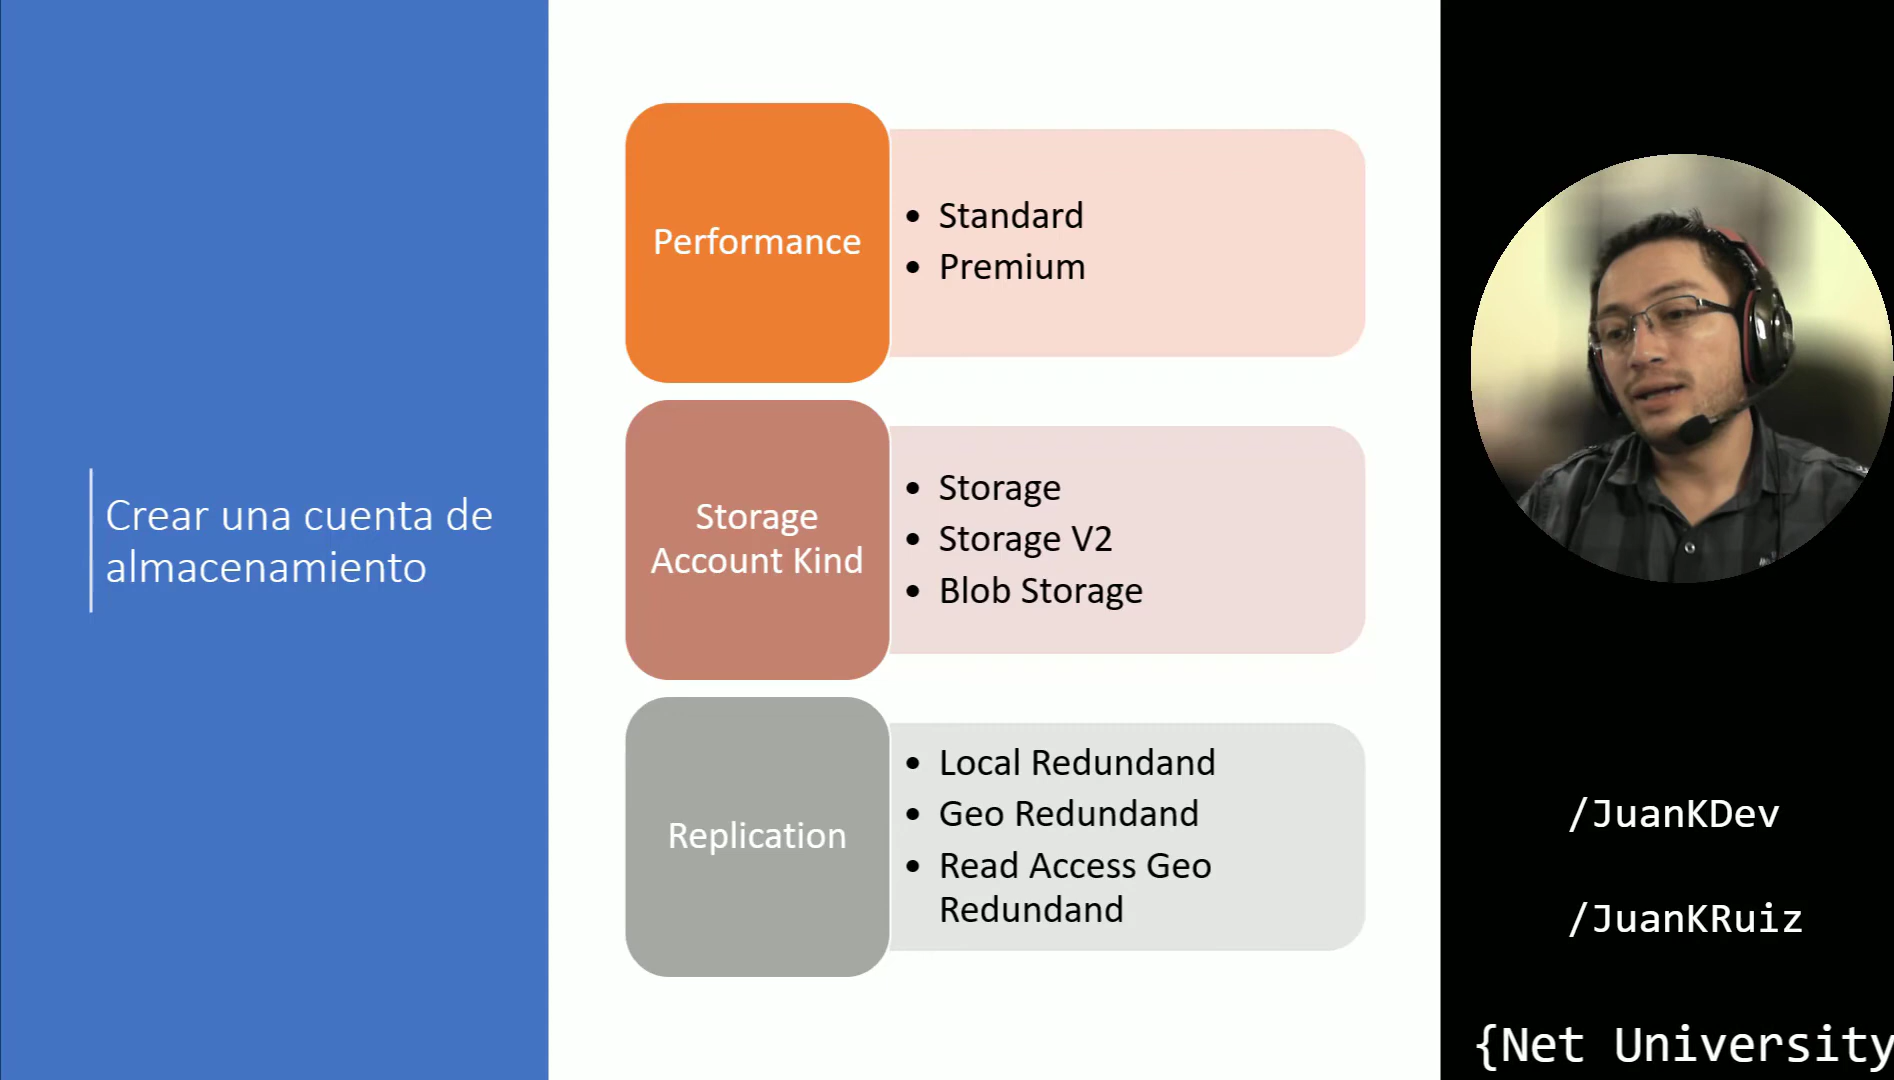 Crear una cuenta de
almacenamiento
Performance
• Standard
• Premium
Storage
Account Kind
• Storage
• Storage V2
• Blob Storage
Replication
• Local Redundand
• Geo Redundand
• Read Access Geo
Redundand
/JuanKDev
/JuanKRuiz
{Net University